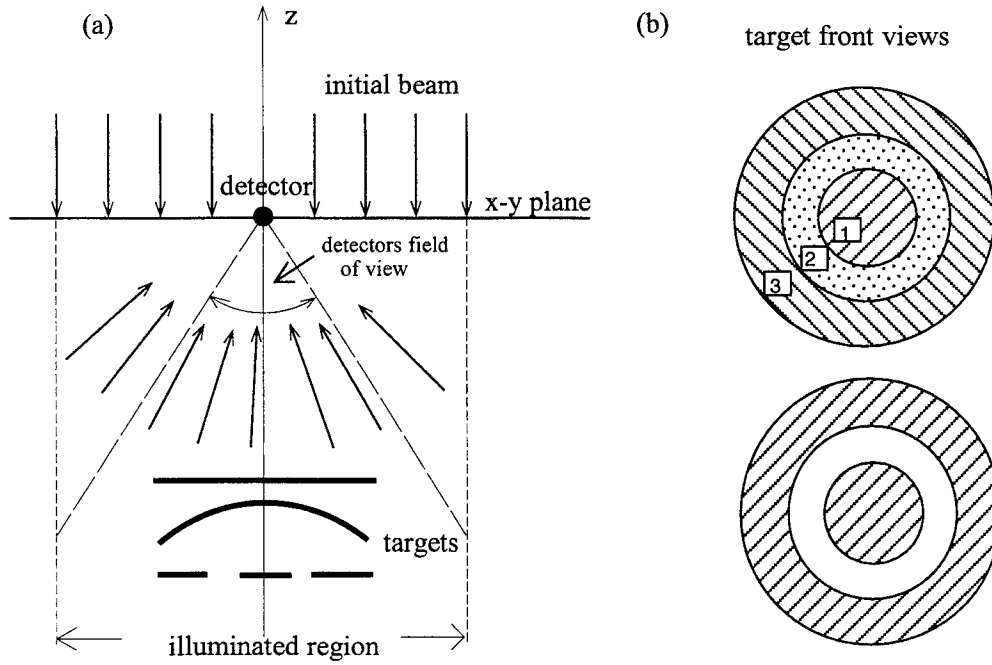 (a)
z
initial beam
detector
x-y plane
detectors field
of view
targets
illuminated region
(b)
target front views
1
2
3